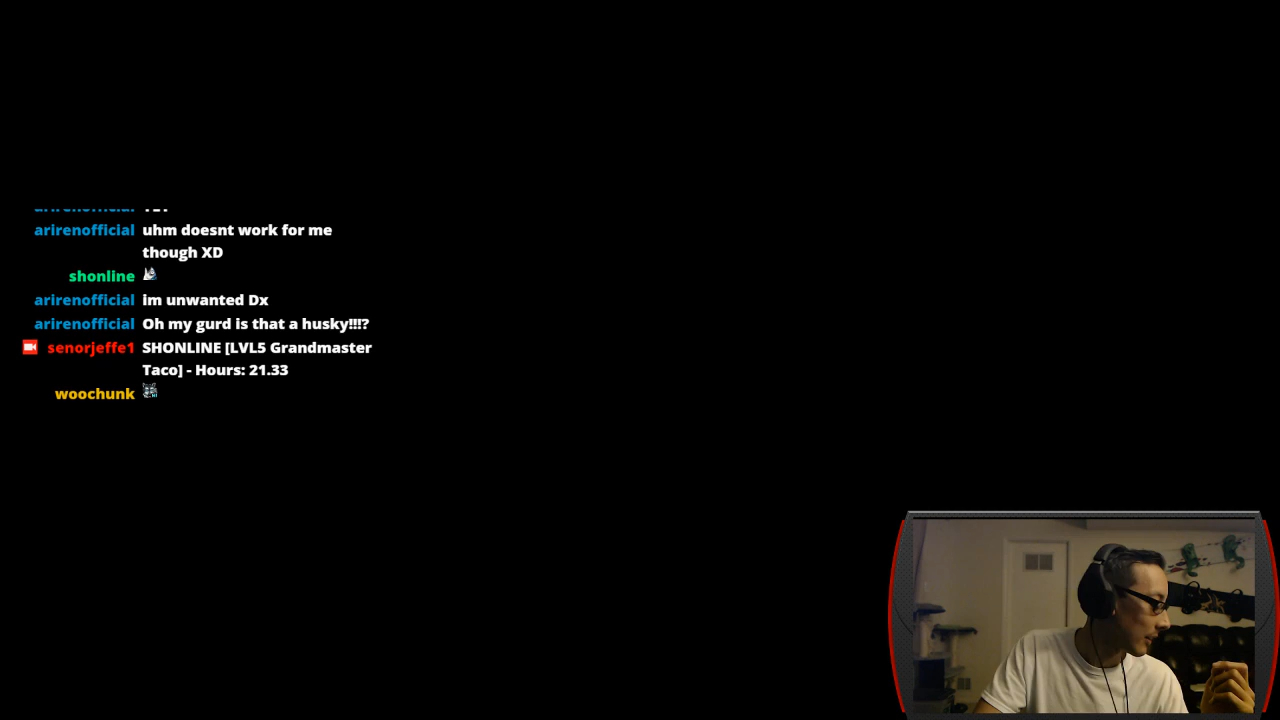 arirenofficial uhm doesnt work for me
though XD
shonline
arirenofficial im unwanted Dx
arirenofficial Oh my gurd is that a husky!!!?
senorjeffe1 SHONLINE [LVL5 Grandmaster
Taco] - Hours: 21.33
woochunk